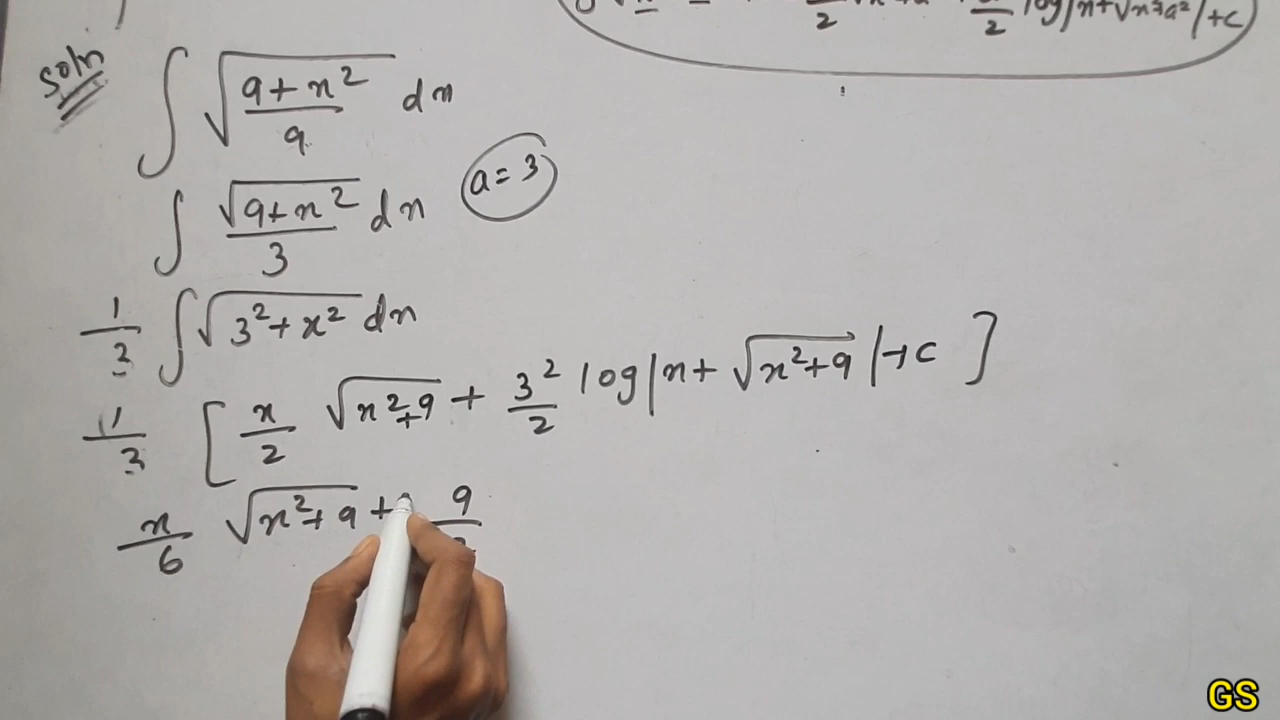 2 2 log|x+√x²+a²|+c
Soln ∫ √(9+x²)/9 dx
∫ √(9+x²)/3 dx a=3
1/3 ∫ √(3²+x²) dx
1/3 [ x/2 √(x²+9) + 3²/2 log|x+√(x²+9)|+c ]
x/6 √(x²+9) + 9
GS